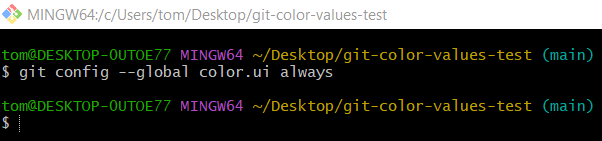 MINGW64:/c/Users/tom/Desktop/git-color-values-test
tom@DESKTOP-OUTOE77 MINGW64 ~/Desktop/git-color-values-test (main)
$ git config --global color.ui always
tom@DESKTOP-OUTOE77 MINGW64 ~/Desktop/git-color-values-test (main)
$